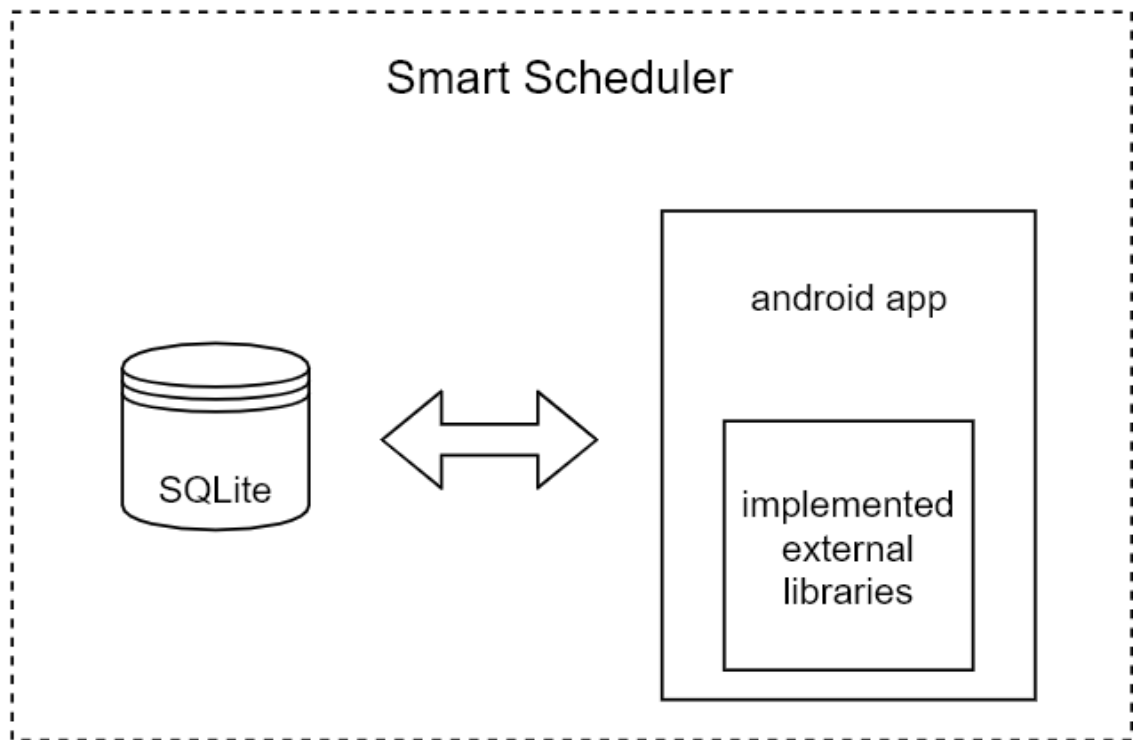 Smart Scheduler
android app
SQLite
implemented
external
libraries